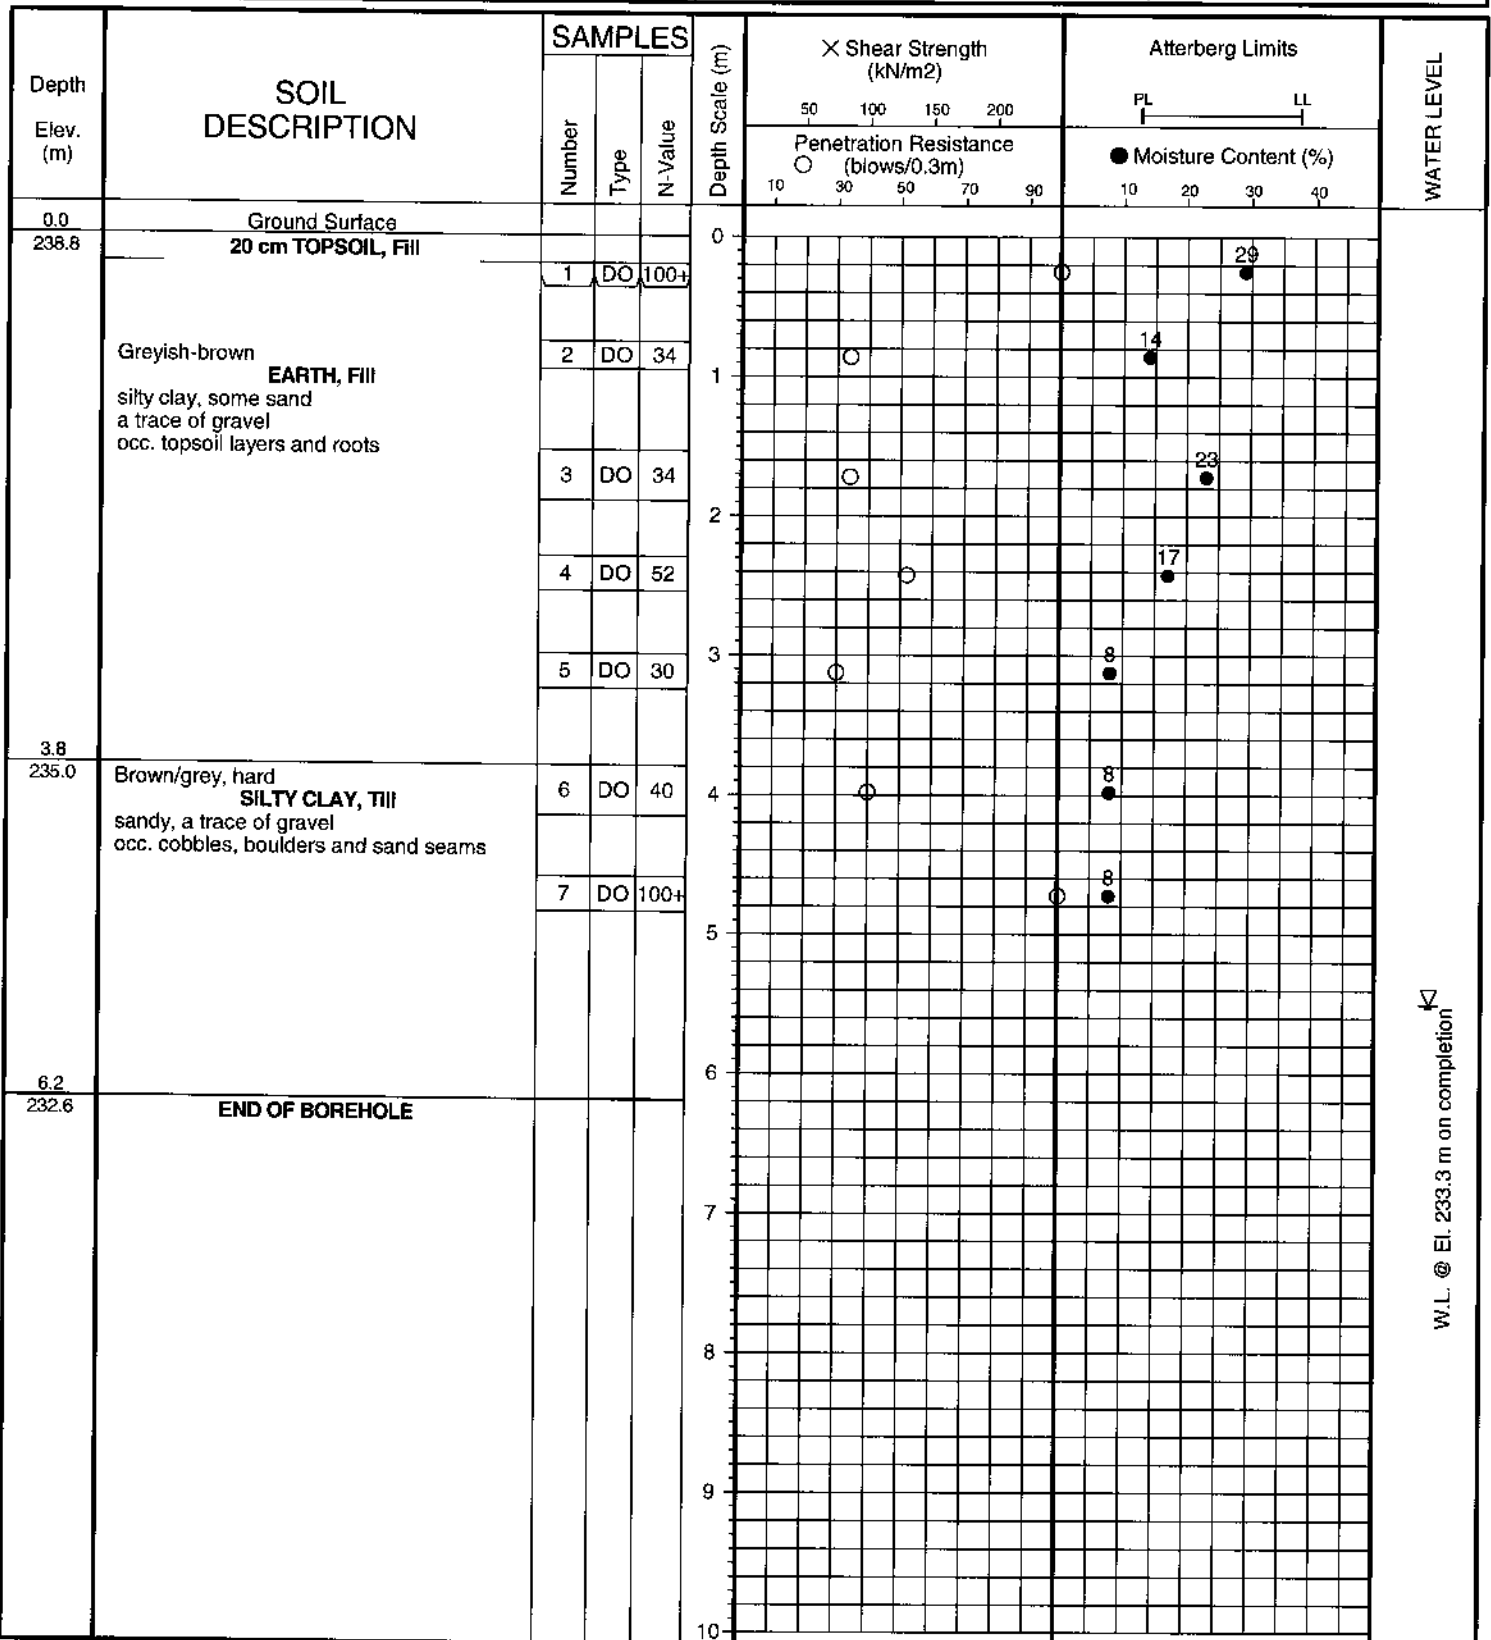 Depth
Elev.
(m)
SOIL
DESCRIPTION
SAMPLES
Number
Type
N-Value
Depth Scale (m)
× Shear Strength
(kN/m2)
50 100 150 200
Penetration Resistance
(blows/0.3m)
10 30 50 70 90
Atterberg Limits
PL LL
● Moisture Content (%)
10 20 30 40
WATER LEVEL
0.0 Ground Surface
238.8 20 cm TOPSOIL, Fill
0
29
1 DO 100+
14
Greyish-brown 2 DO 34
EARTH, Fill
1
silty clay, some sand
a trace of gravel
occ. topsoil layers and roots
23
3 DO 34
2
17
4 DO 52
3
8
5 DO 30
3.8
235.0
Brown/grey, hard
8
6 DO 40
4
SILTY CLAY, Till
sandy, a trace of gravel
occ. cobbles, boulders and sand seams
8
7 DO 100+
5
6
6.2
232.6 END OF BOREHOLE
W.L. @ El. 233.3 m on completion
7
8
9
10